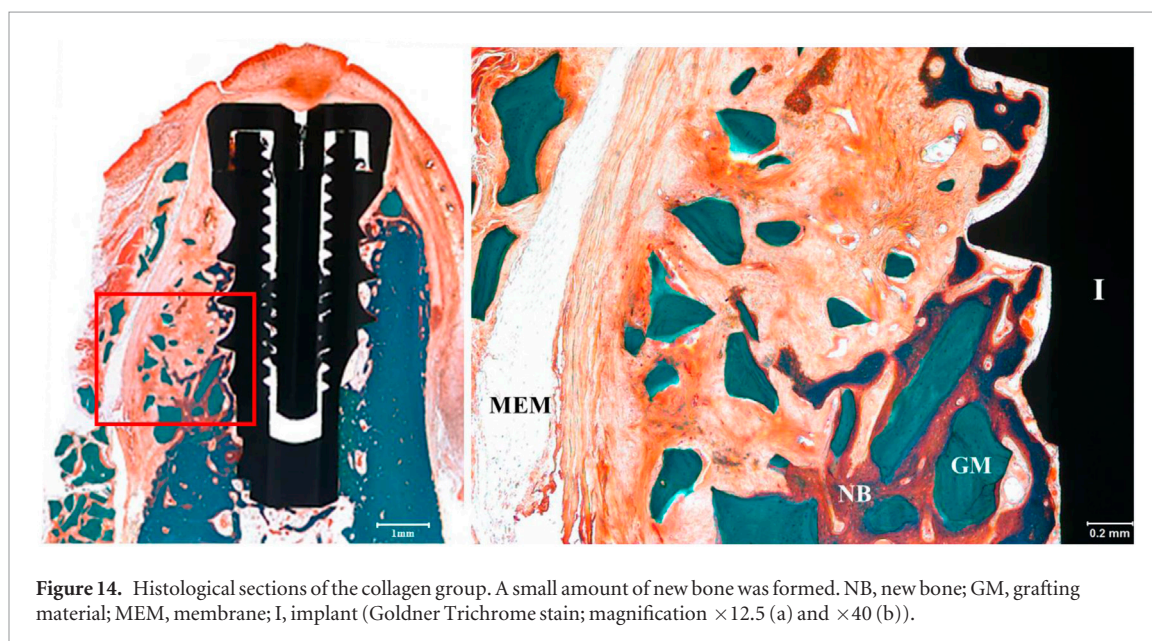 MEM
NB
GM
I
1mm
0.2 mm
Figure 14. Histological sections of the collagen group. A small amount of new bone was formed. NB, new bone; GM, grafting
material; MEM, membrane; I, implant (Goldner Trichrome stain; magnification ×12.5 (a) and ×40 (b)).